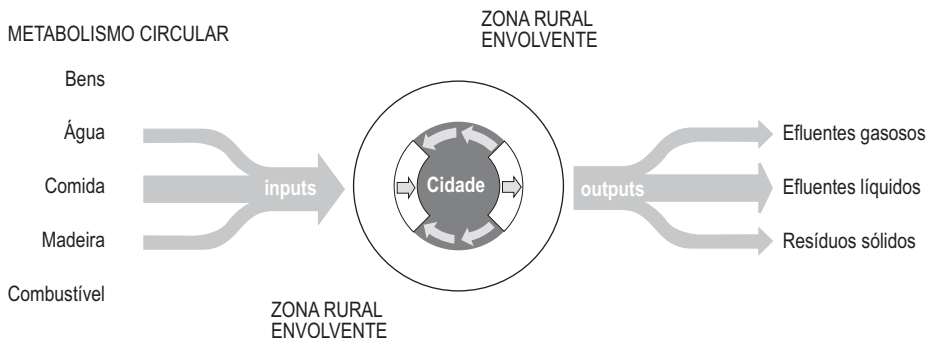 METABOLISMO CIRCULAR
ZONA RURAL
ENVOLVENTE
Bens
Água
Comida
Madeira
Combustível
inputs
Cidade
outputs
Efluentes gasosos
Efluentes líquidos
Resíduos sólidos
ZONA RURAL
ENVOLVENTE